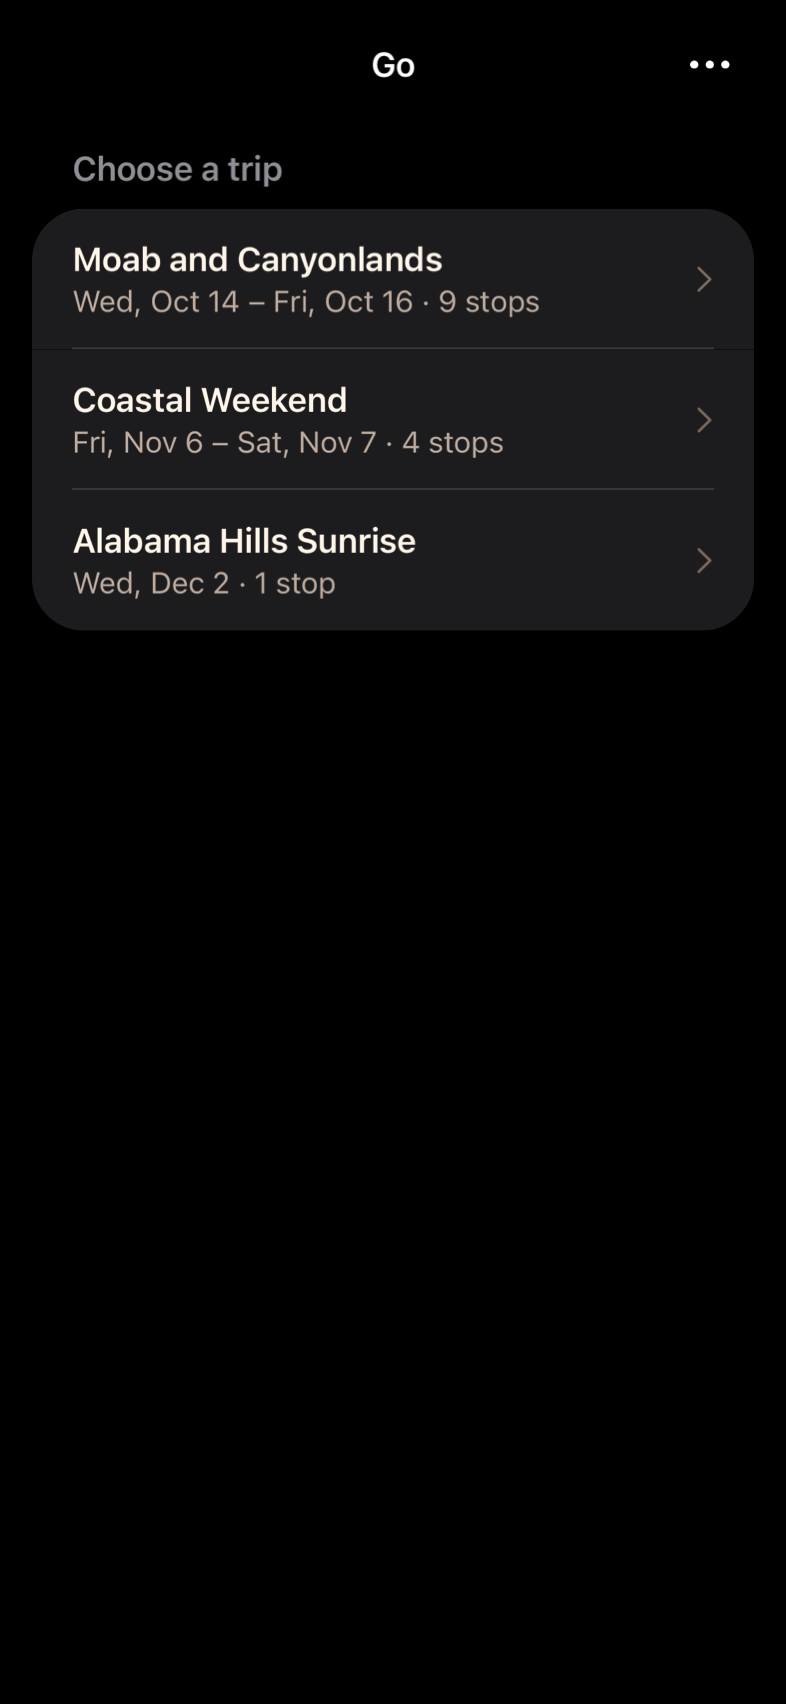 Go
Choose a trip
Moab and Canyonlands
Wed, Oct 14 – Fri, Oct 16 · 9 stops
Coastal Weekend
Fri, Nov 6 – Sat, Nov 7 · 4 stops
Alabama Hills Sunrise
Wed, Dec 2 · 1 stop